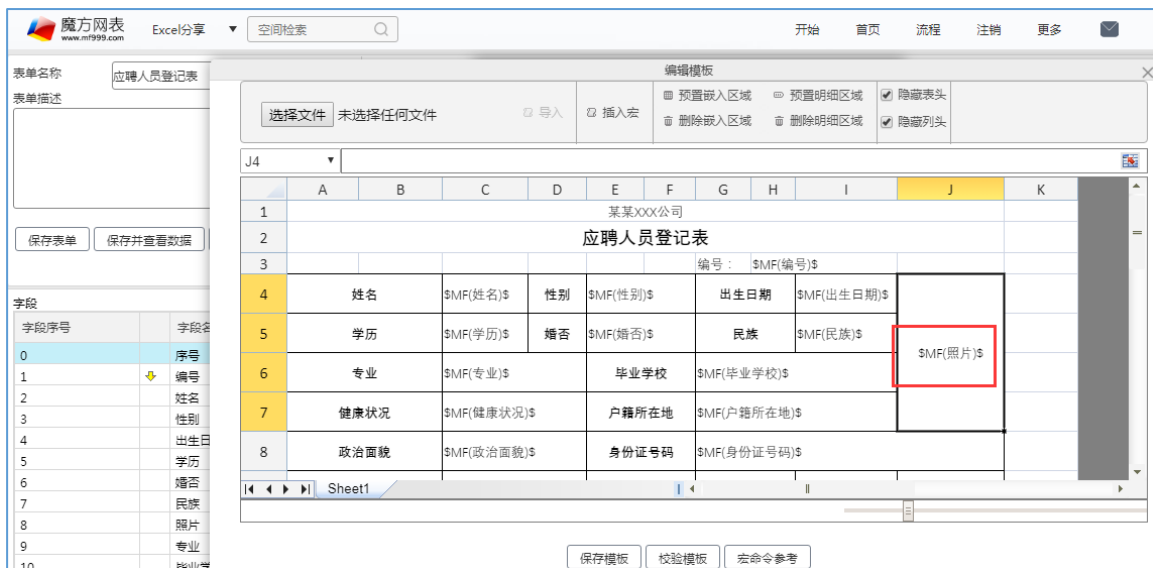 魔方网表 Excel分享 ▼ 空间检索 开始 首页 流程 注销 更多
www.mf999.com
编辑模板
表单名称 应聘人员登记表
表单描述
选择文件 未选择任何文件 导入 插入宏 预置嵌入区域 预置明细区域 隐藏表头
删除嵌入区域 删除明细区域 隐藏列头
J4
A B C D E F G H I J K
1 某某XXX公司
2 应聘人员登记表
3 编号： $MF(编号)$
4 姓名 $MF(姓名)$ 性别 $MF(性别)$ 出生日期 $MF(出生日期)$
5 学历 $MF(学历)$ 婚否 $MF(婚否)$ 民族 $MF(民族)$
$MF(照片)$
6 专业 $MF(专业)$ 毕业学校 $MF(毕业学校)$
7 健康状况 $MF(健康状况)$ 户籍所在地 $MF(户籍所在地)$
8 政治面貌 $MF(政治面貌)$ 身份证号码 $MF(身份证号码)$
Sheet1
保存模板 校验模板 宏命令参考
保存表单 保存并查看数据
字段
字段序号 字段名
0 序号
1 编号
2 姓名
3 性别
4 出生日
5 学历
6 婚否
7 民族
8 照片
9 专业
10